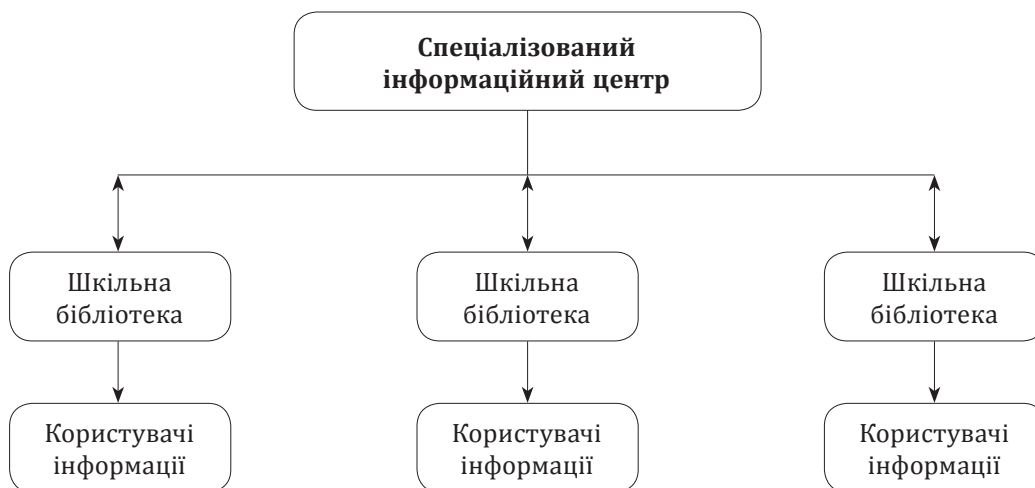 Спеціалізований
інформаційний центр
Шкільна
бібліотека
Шкільна
бібліотека
Шкільна
бібліотека
Користувачі
інформації
Користувачі
інформації
Користувачі
інформації